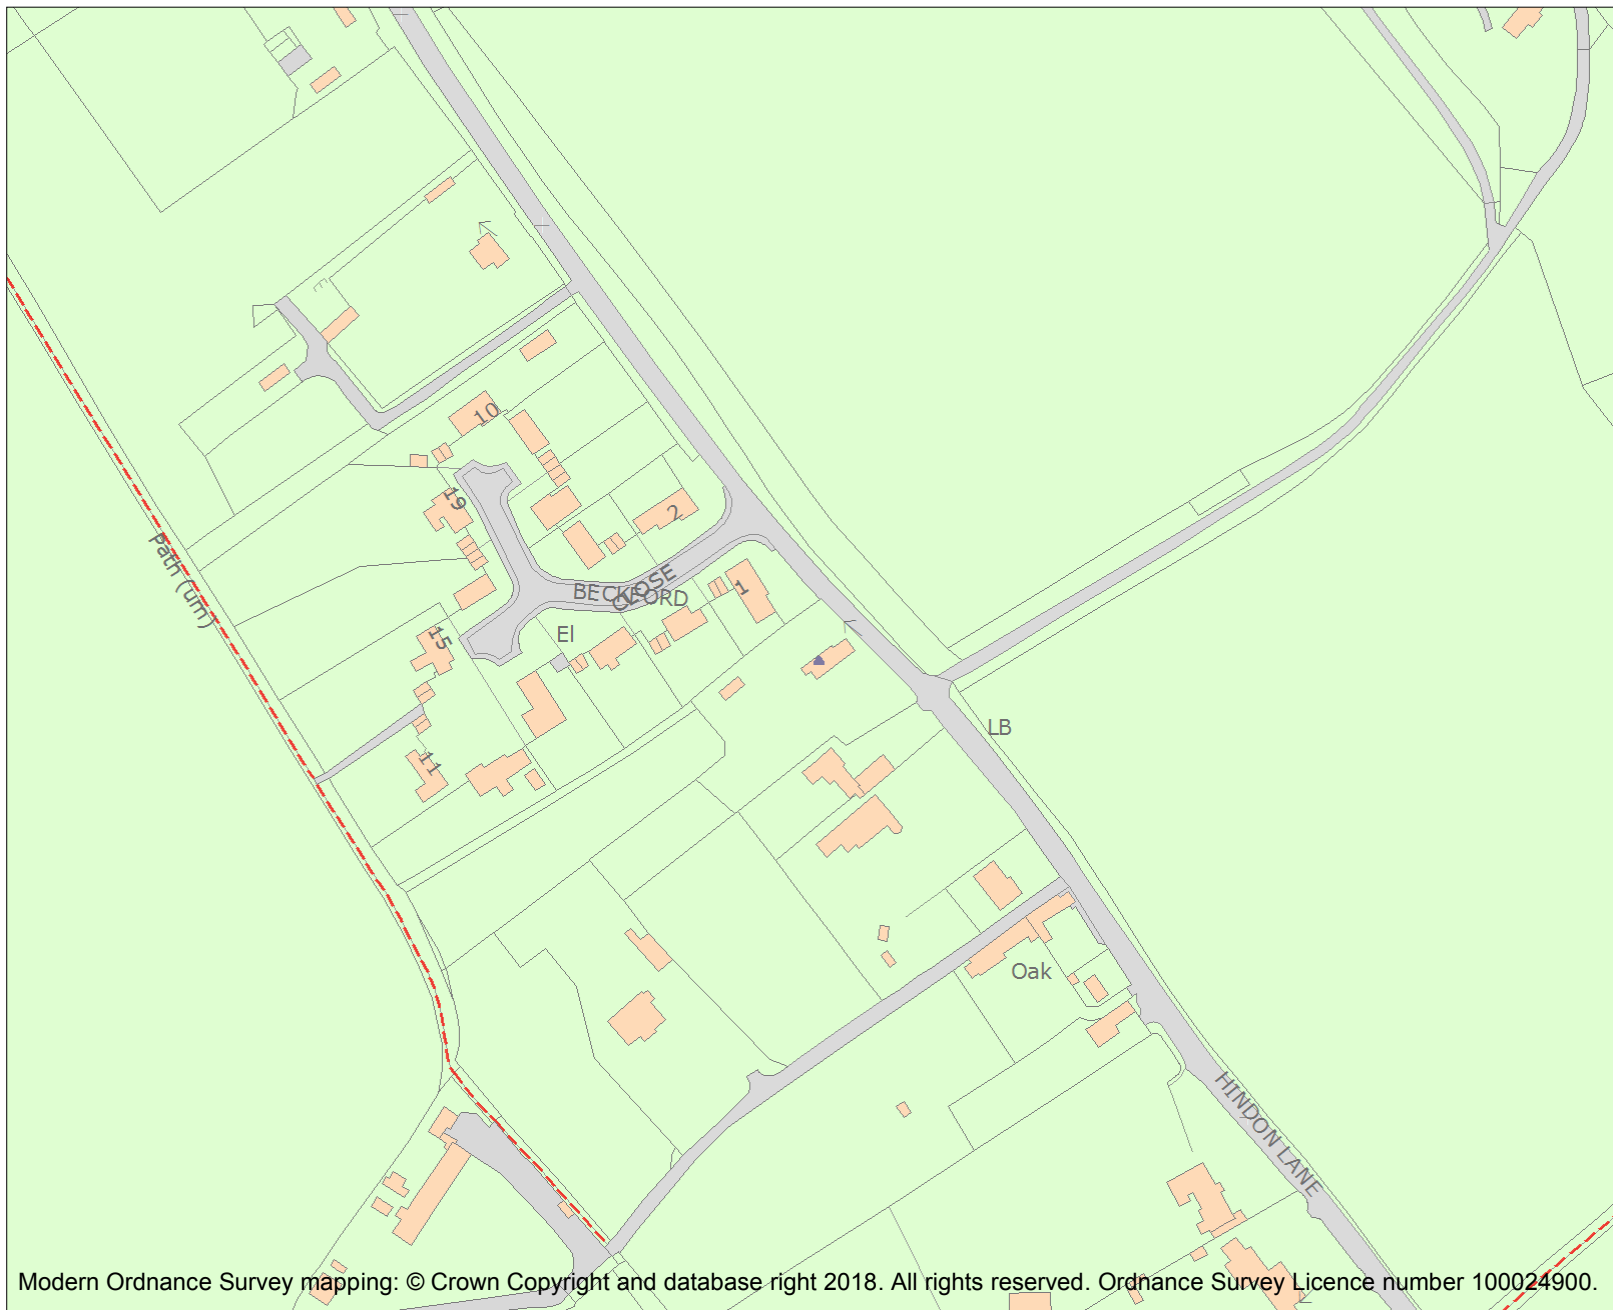 10
19
2
Path (um)
BECKFORD
CLOSE
1
El
15
LB
11
Oak
HINDON LANE
Modern Ordnance Survey mapping: © Crown Copyright and database right 2018. All rights reserved. Ordnance Survey Licence number 100024900.